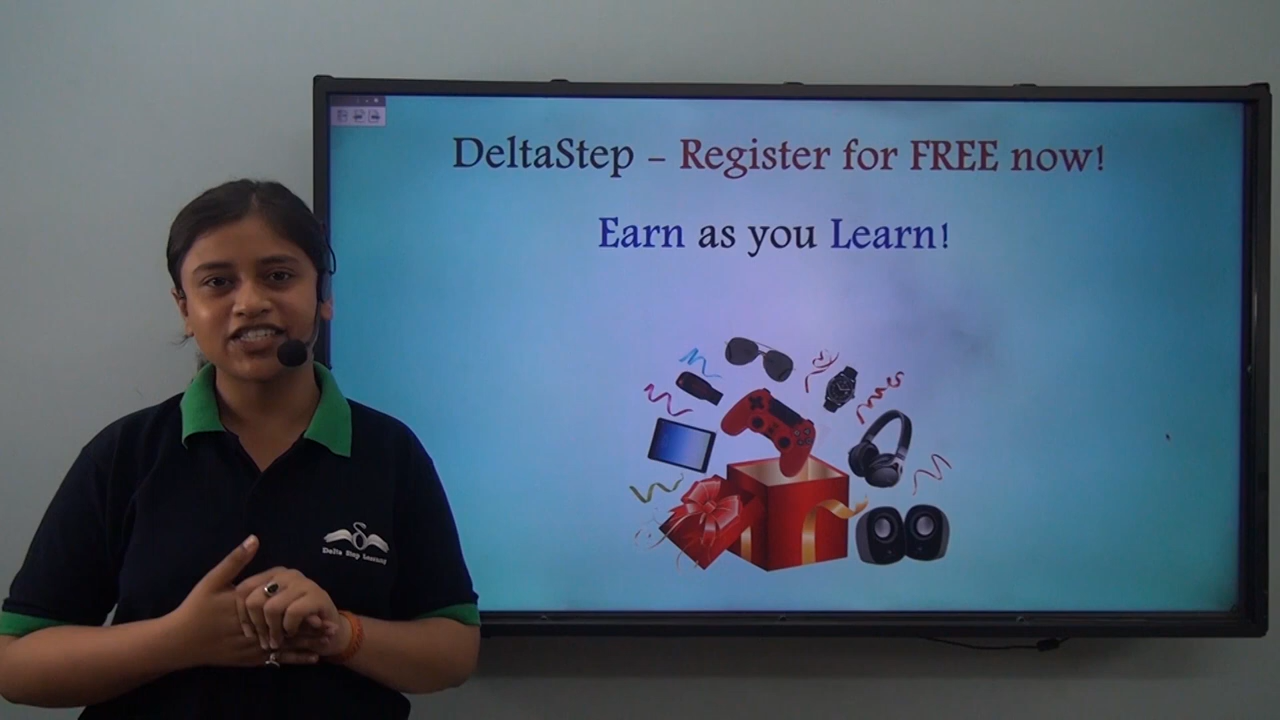 DeltaStep – Register for FREE now!
Earn as you Learn!
Delta Step Learning